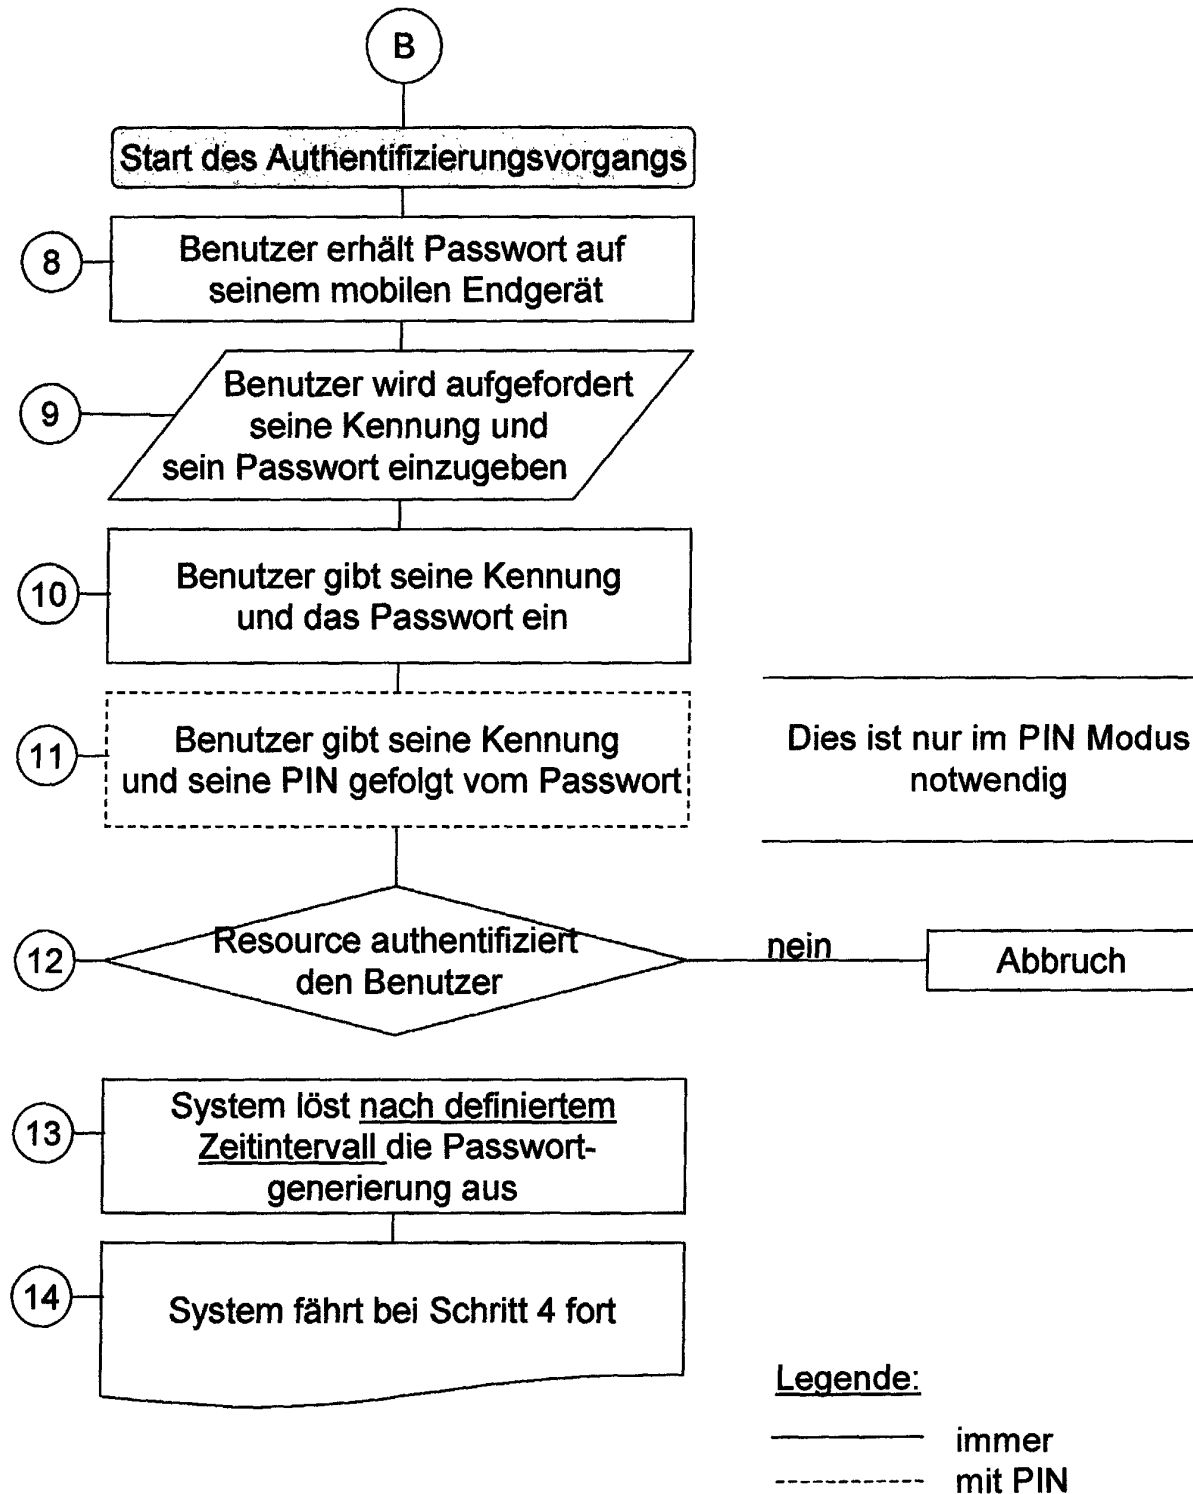 B
Start des Authentifizierungsvorgangs
8
Benutzer erhält Passwort auf
seinem mobilen Endgerät
9
Benutzer wird aufgefordert
seine Kennung und
sein Passwort einzugeben
10
Benutzer gibt seine Kennung
und das Passwort ein
11
Benutzer gibt seine Kennung
und seine PIN gefolgt vom Passwort
Dies ist nur im PIN Modus
notwendig
12
Resource authentifiziert
den Benutzer
nein
Abbruch
13
System löst nach definiertem
Zeitintervall die Passwort-
generierung aus
14
System fährt bei Schritt 4 fort
Legende:
immer
mit PIN